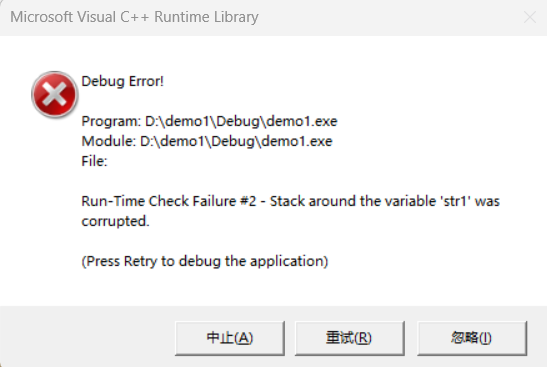 Microsoft Visual C++ Runtime Library
Debug Error!
Program: D:\demo1\Debug\demo1.exe
Module: D:\demo1\Debug\demo1.exe
File:
Run-Time Check Failure #2 - Stack around the variable 'str1' was
corrupted.
(Press Retry to debug the application)
中止(A) 重试(R) 忽略(I)